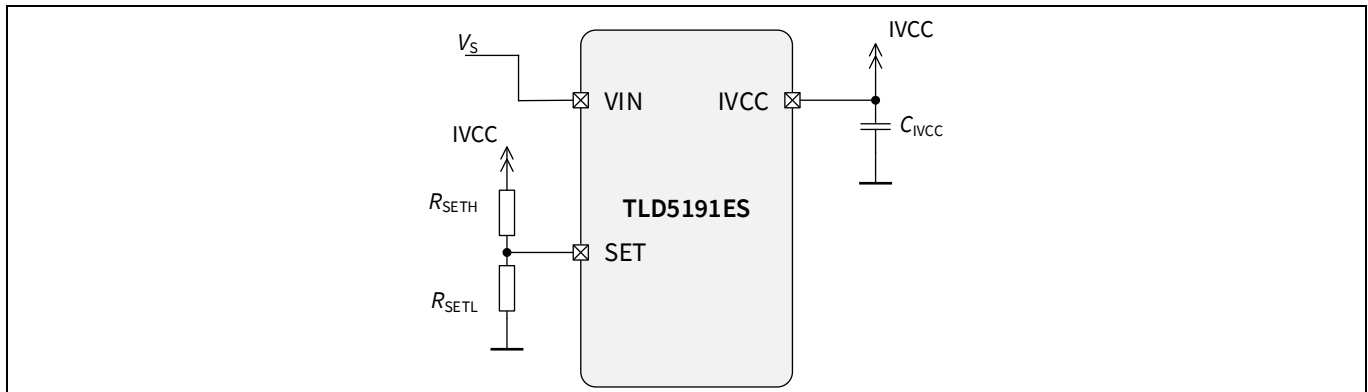 IVCC
VS
VIN
IVCC
CIVCC
IVCC
RSETH
TLD5191ES
SET
RSETL